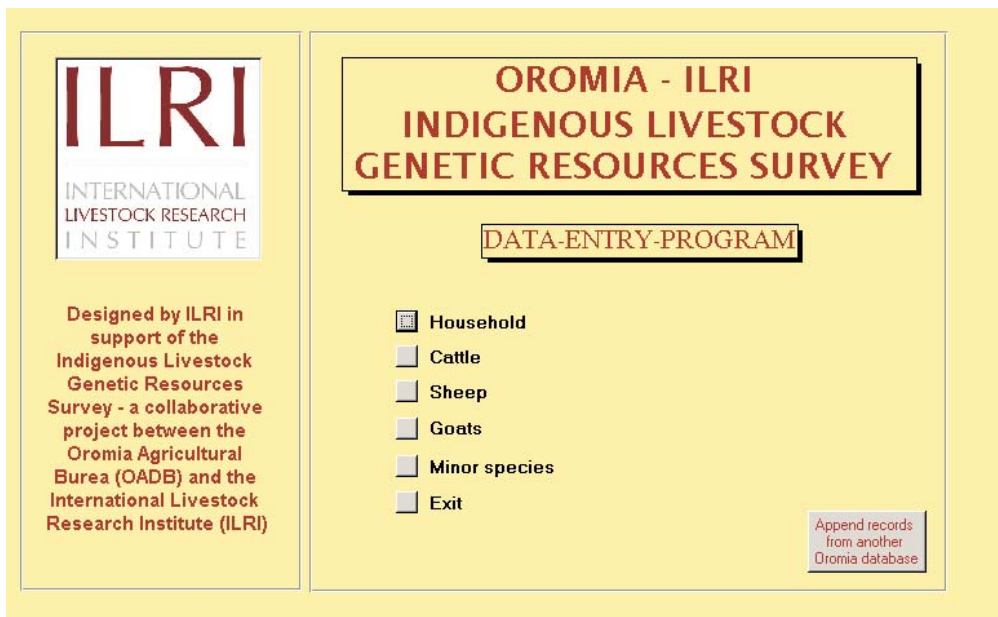 ILRI
INTERNATIONAL
LIVESTOCK RESEARCH
INSTITUTE
Designed by ILRI in
support of the
Indigenous Livestock
Genetic Resources
Survey - a collaborative
project between the
Oromia Agricultural
Burea (OADB) and the
International Livestock
Research Institute (ILRI)
OROMIA - ILRI
INDIGENOUS LIVESTOCK
GENETIC RESOURCES SURVEY
DATA-ENTRY-PROGRAM
Household
Cattle
Sheep
Goats
Minor species
Exit
Append records
from another
Oromia database